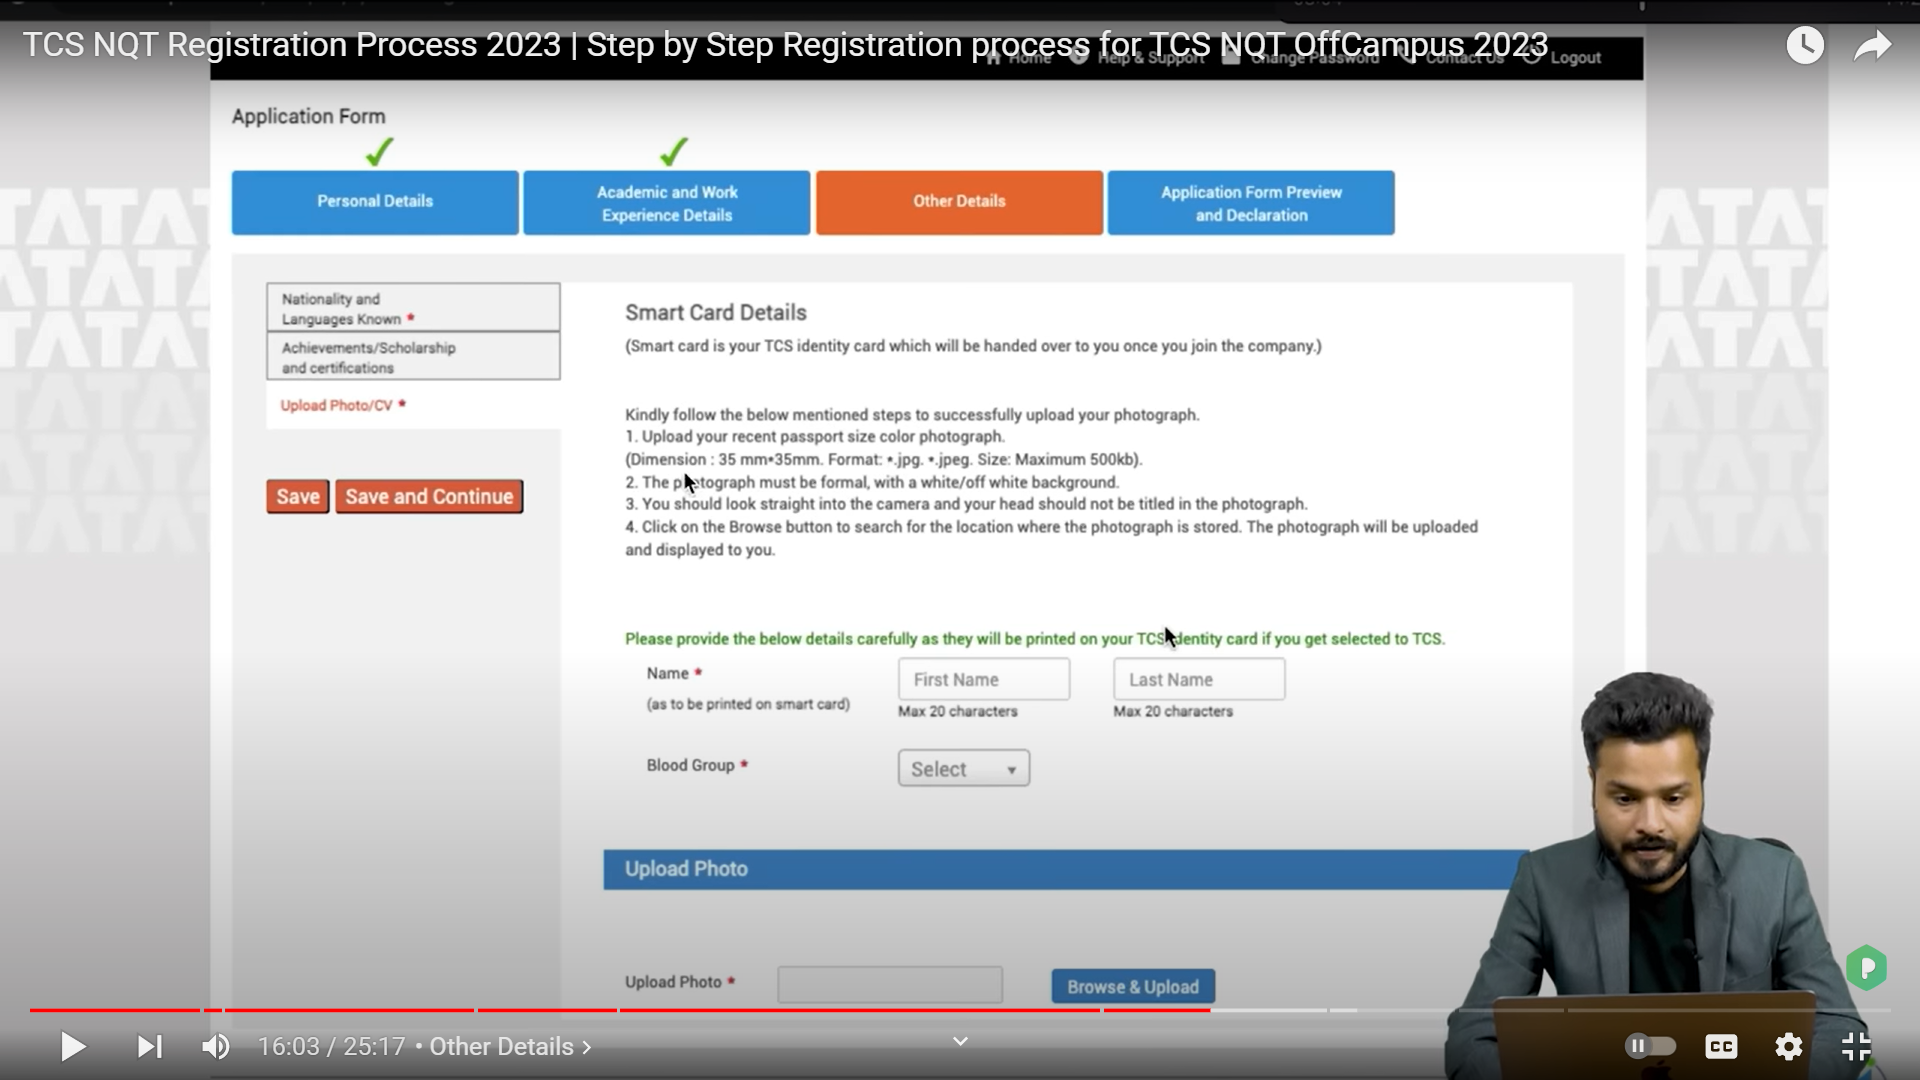 TCS NQT Registration Process 2023 | Step by Step Registration process for TCS NQT OffCampus 2023
Home Help & Support Change Password Contact Us Logout
Application Form
Personal Details
Academic and Work
Experience Details
Other Details
Application Form Preview
and Declaration
Nationality and
Languages Known *
Achievements/Scholarship
and certifications
Upload Photo/CV *
Save Save and Continue
Smart Card Details
(Smart card is your TCS identity card which will be handed over to you once you join the company.)
Kindly follow the below mentioned steps to successfully upload your photograph.
1. Upload your recent passport size color photograph.
(Dimension : 35 mm*35mm. Format: *.jpg. *.jpeg. Size: Maximum 500kb).
2. The photograph must be formal, with a white/off white background.
3. You should look straight into the camera and your head should not be titled in the photograph.
4. Click on the Browse button to search for the location where the photograph is stored. The photograph will be uploaded
and displayed to you.
Please provide the below details carefully as they will be printed on your TCS identity card if you get selected to TCS.
Name * First Name Last Name
(as to be printed on smart card) Max 20 characters Max 20 characters
Blood Group * Select
Upload Photo
Upload Photo * Browse & Upload
16:03 / 25:17 • Other Details >
CC